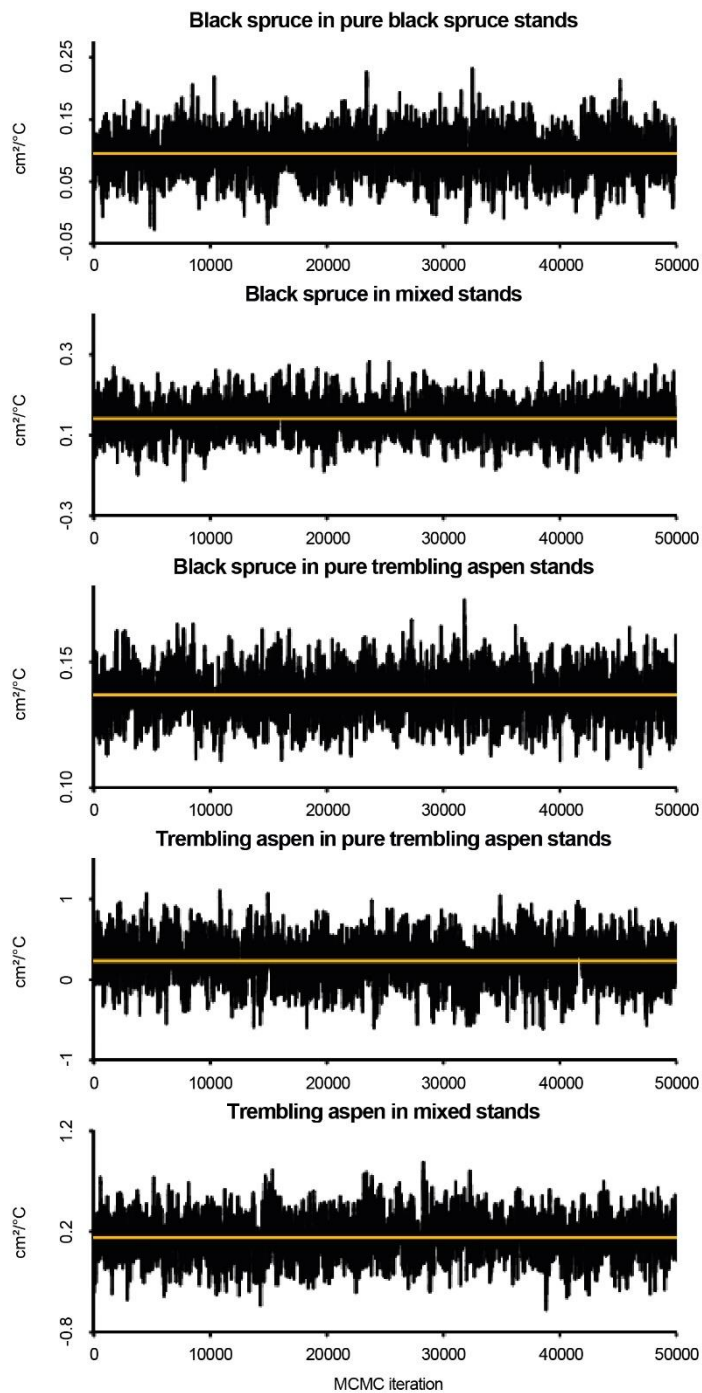 Black spruce in pure black spruce stands
0.25
0.15
0.05
-0.05
cm²/°C
0 10000 20000 30000 40000 50000
Black spruce in mixed stands
0.3
0.1
-0.3
cm²/°C
0 10000 20000 30000 40000 50000
Black spruce in pure trembling aspen stands
0.15
0.10
cm²/°C
0 10000 20000 30000 40000 50000
Trembling aspen in pure trembling aspen stands
1
0
-1
cm²/°C
0 10000 20000 30000 40000 50000
Trembling aspen in mixed stands
1.2
0.2
-0.8
cm²/°C
0 10000 20000 30000 40000 50000
MCMC iteration